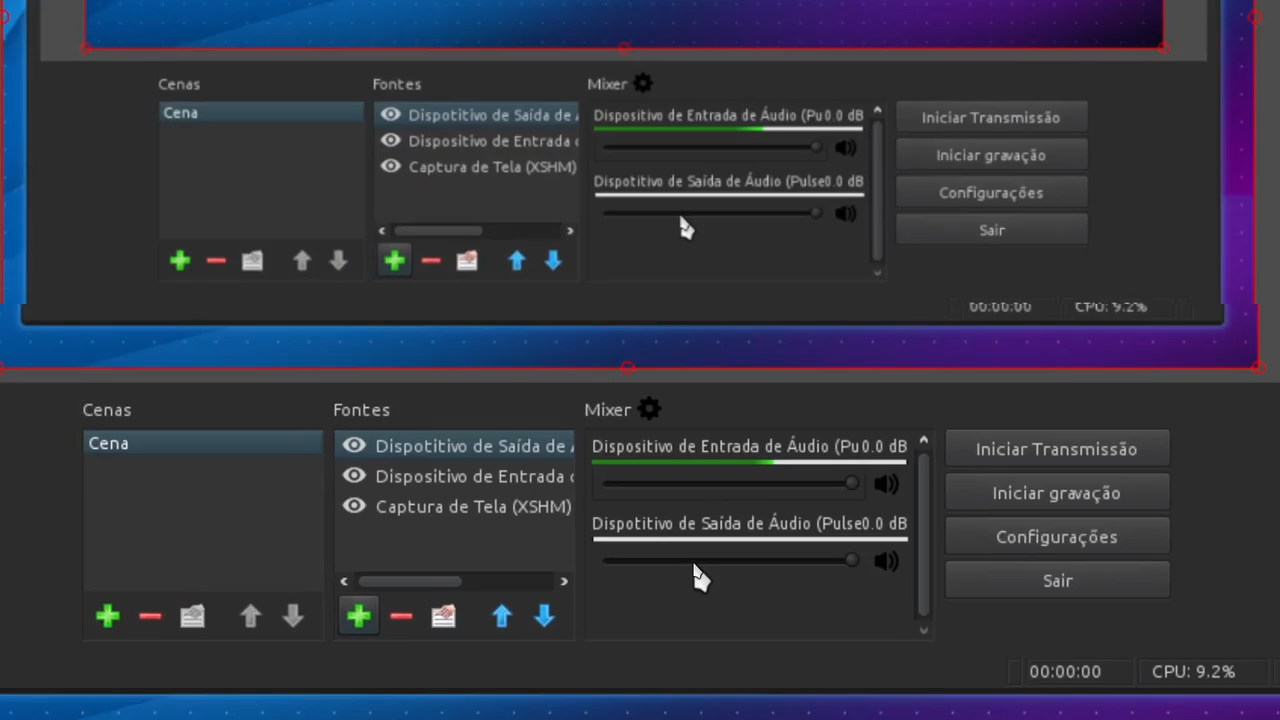 Cenas
Fontes
Mixer
Cena
Dispotitivo de Saída de A
Dispositivo de Entrada d
Captura de Tela (XSHM)
Dispositivo de Entrada de Áudio (Pu0.0 dB
Dispotitivo de Saída de Áudio (Pulse0.0 dB
Iniciar Transmissão
Iniciar gravação
Configurações
Sair
00:00:00
CPU: 9.2%
Cenas
Fontes
Mixer
Cena
Dispotitivo de Saída de A
Dispositivo de Entrada d
Captura de Tela (XSHM)
Dispositivo de Entrada de Áudio (Pu0.0 dB
Dispotitivo de Saída de Áudio (Pulse0.0 dB
Iniciar Transmissão
Iniciar gravação
Configurações
Sair
00:00:00
CPU: 9.2%